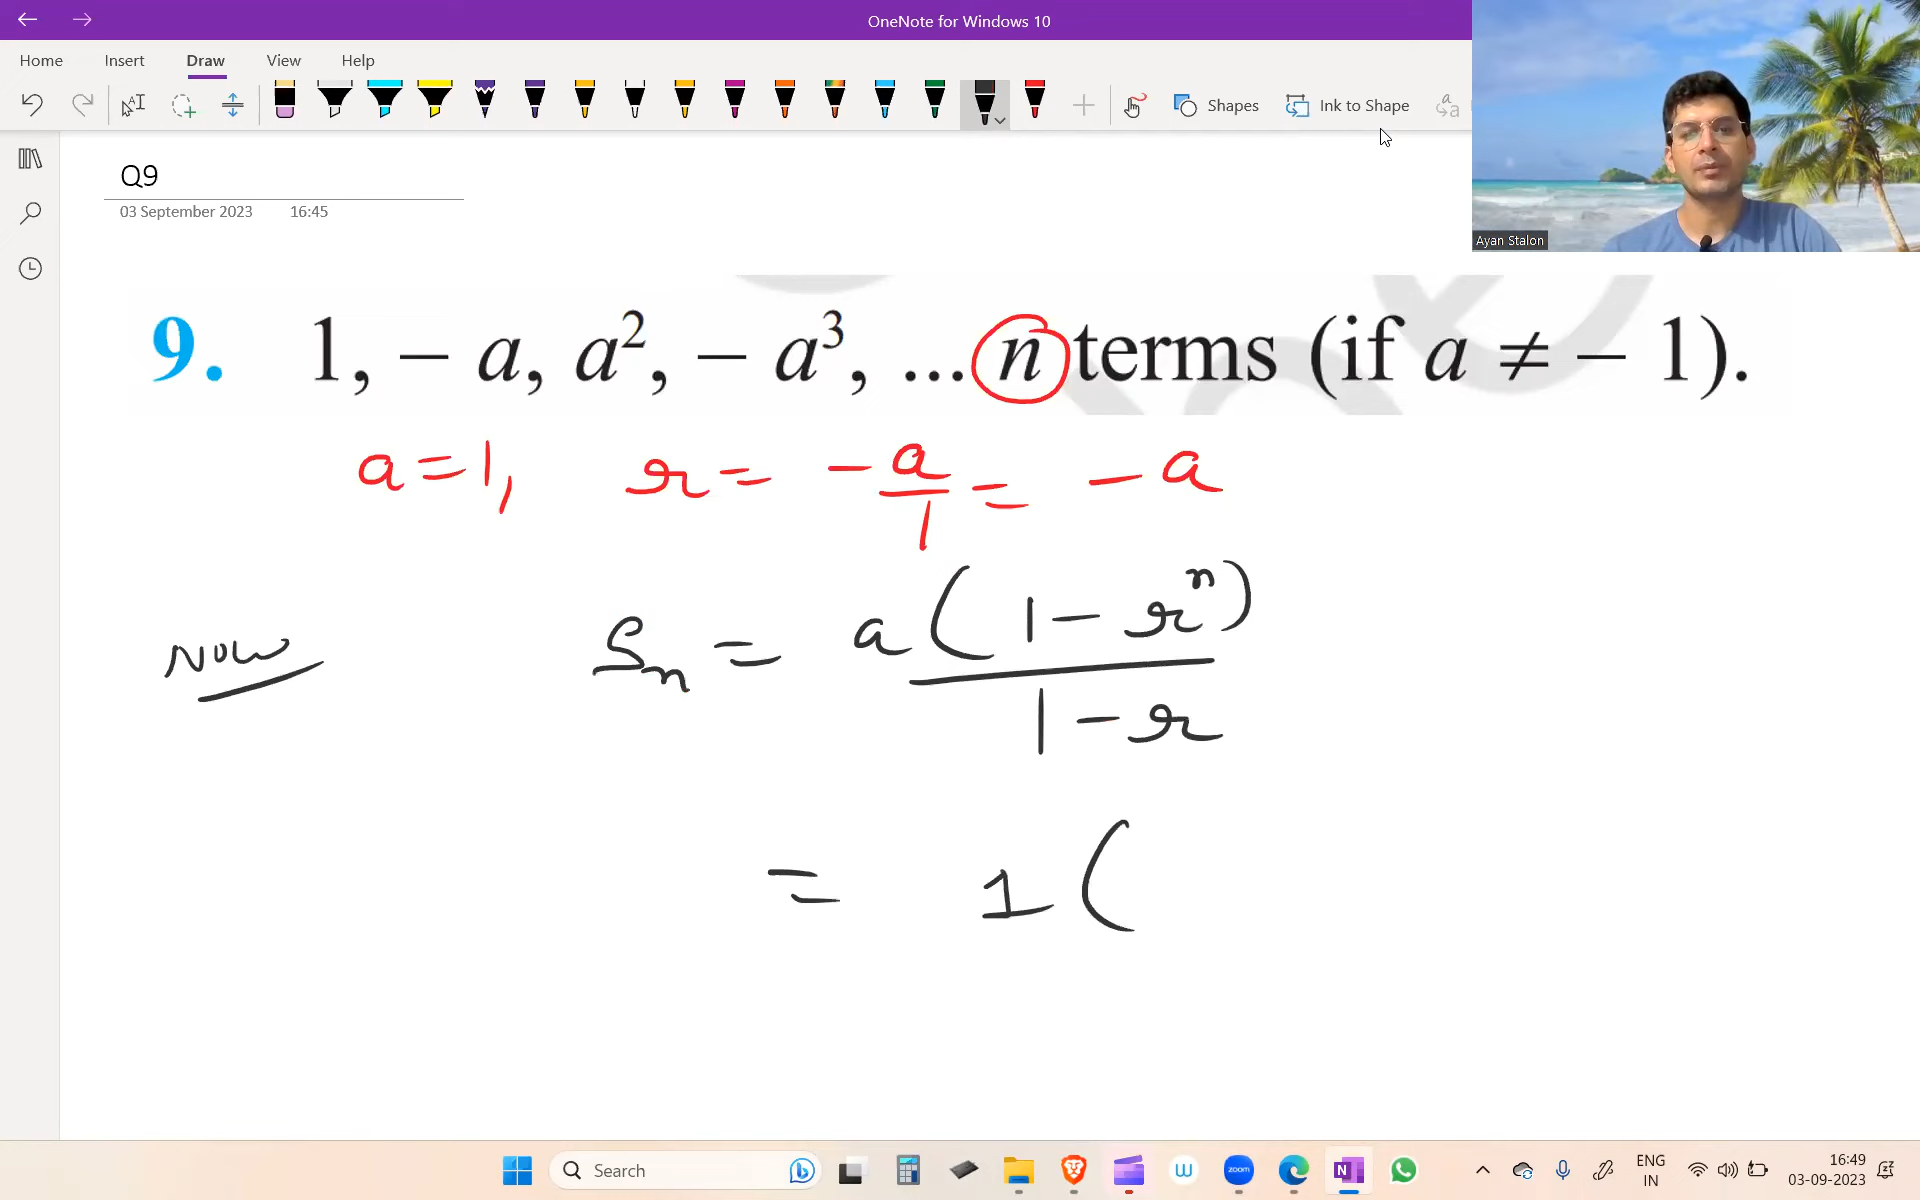 OneNote for Windows 10
Home Insert Draw View Help
Shapes Ink to Shape
Q9
03 September 2023 16:45
Ayan Stalon
9. 1, – a, a², – a³, ... n terms (if a ≠ – 1).
a = 1, r = -a/1 = -a
Now Sn = a(1 - rⁿ)/1 - r
= 1(
Search
zoom
ENG
IN
16:49
03-09-2023